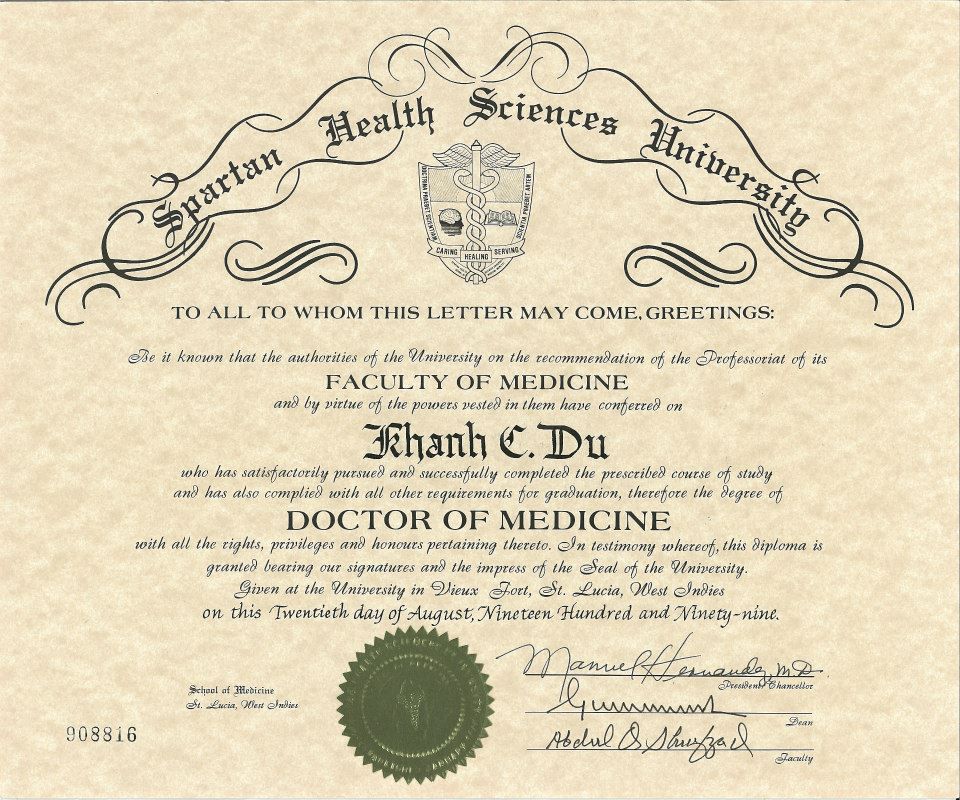 Spartan Health Sciences University
DOCTRINA PRAEBET SCIENTIAM
SCIENTIA PRAEBET ARTEM
CARING HEALING SERVING
TO ALL TO WHOM THIS LETTER MAY COME, GREETINGS:
Be it known that the authorities of the University on the recommendation of the Professoriat of its
FACULTY OF MEDICINE
and by virtue of the powers vested in them have conferred on
Khanh C. Du
who has satisfactorily pursued and successfully completed the prescribed course of study
and has also complied with all other requirements for graduation, therefore the degree of
DOCTOR OF MEDICINE
with all the rights, privileges and honours pertaining thereto. In testimony whereof, this diploma is
granted bearing our signatures and the impress of the Seal of the University.
Given at the University in Vieux Fort, St. Lucia, West Indies
on this Twentieth day of August, Nineteen Hundred and Ninety-nine.
Manuel Hernandez, M.D.
President Chancellor
Dean
Abdul Q Shuffzad
Faculty
School of Medicine
St. Lucia, West Indies
908816